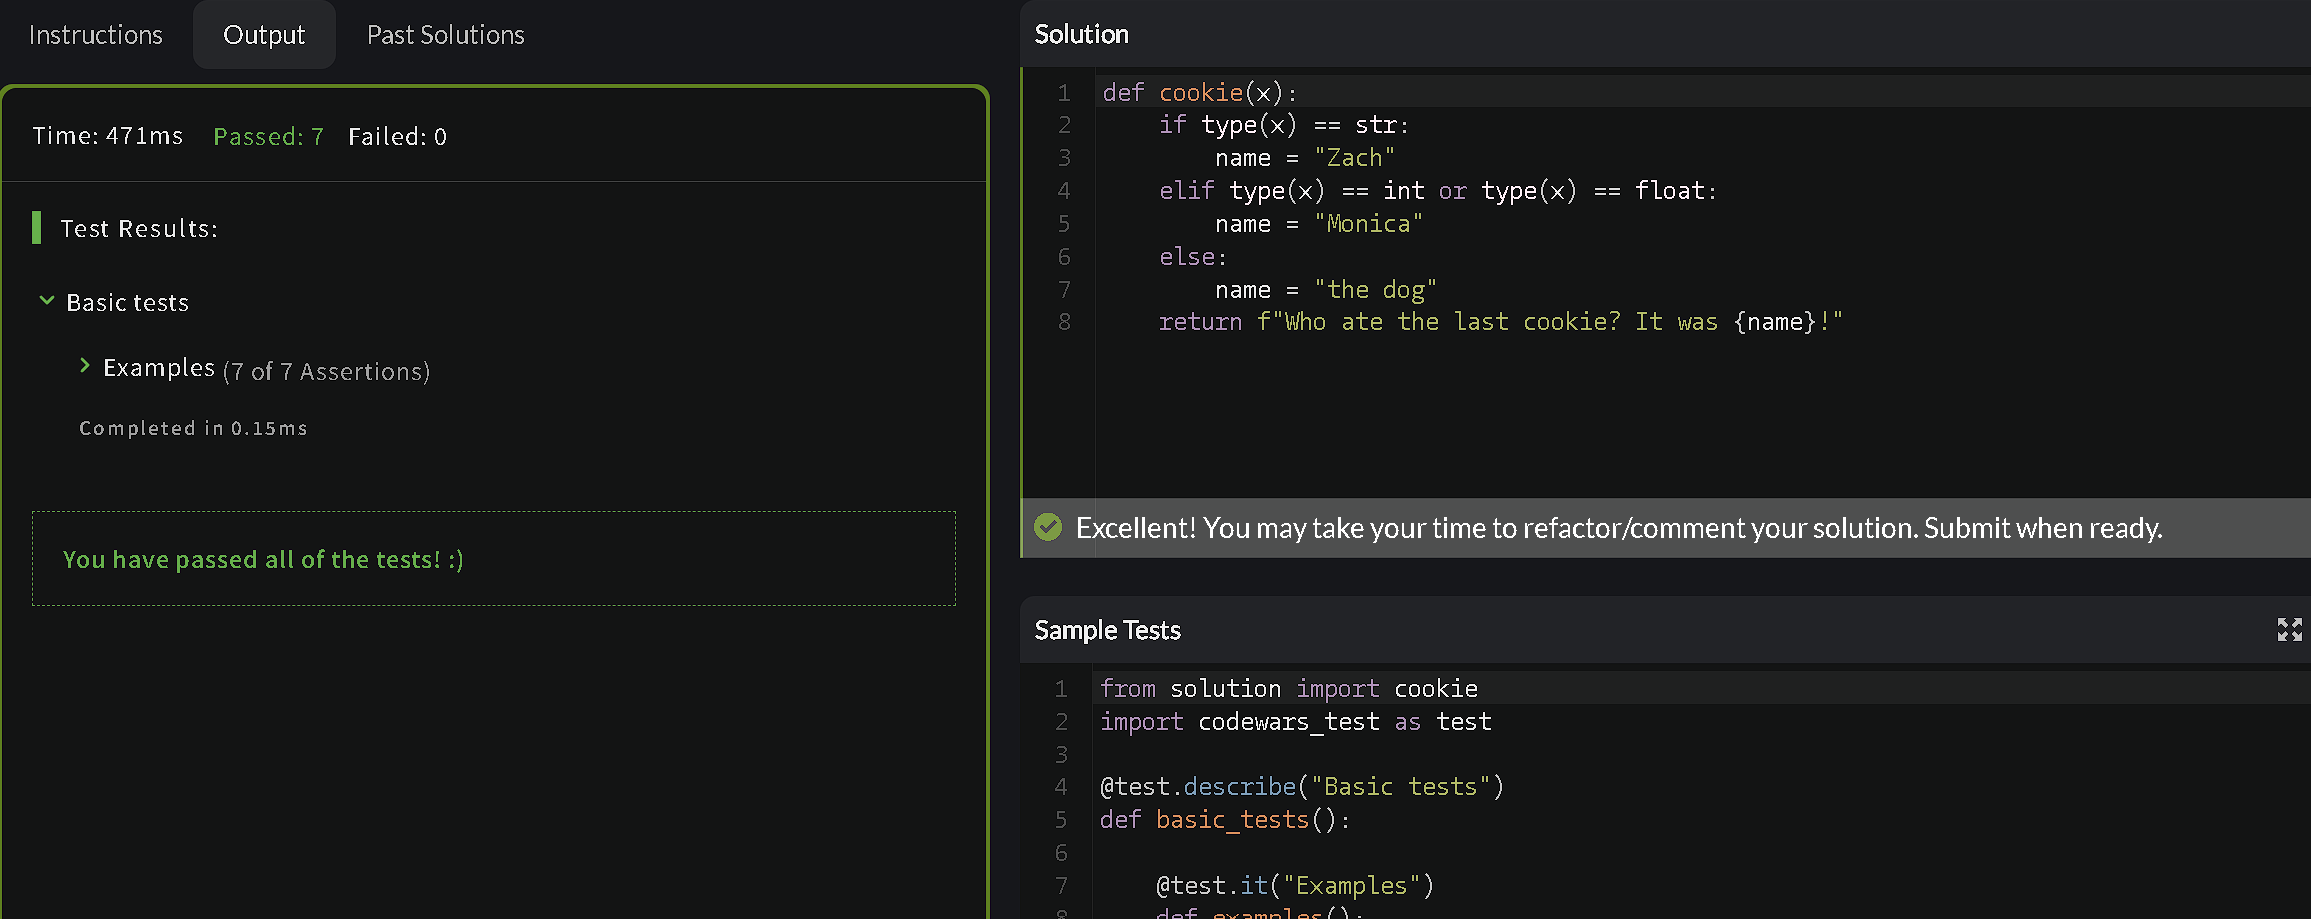 Instructions
Output
Past Solutions
Time: 471ms Passed: 7 Failed: 0
Test Results:
Basic tests
Examples (7 of 7 Assertions)
Completed in 0.15ms
You have passed all of the tests! :)
Solution
1 def cookie(x):
2     if type(x) == str:
3         name = "Zach"
4     elif type(x) == int or type(x) == float:
5         name = "Monica"
6     else:
7         name = "the dog"
8     return f"Who ate the last cookie? It was {name}!"
Excellent! You may take your time to refactor/comment your solution. Submit when ready.
Sample Tests
1 from solution import cookie
2 import codewars_test as test
3
4 @test.describe("Basic tests")
5 def basic_tests():
6
7     @test.it("Examples")
8     def examples():